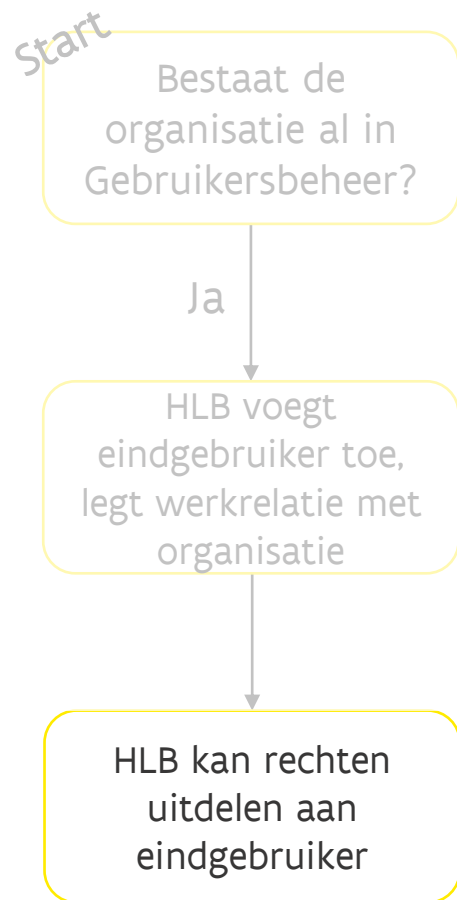 Start
Bestaat de
organisatie al in
Gebruikersbeheer?
Ja
HLB voegt
eindgebruiker toe,
legt werkrelatie met
organisatie
HLB kan rechten
uitdelen aan
eindgebruiker